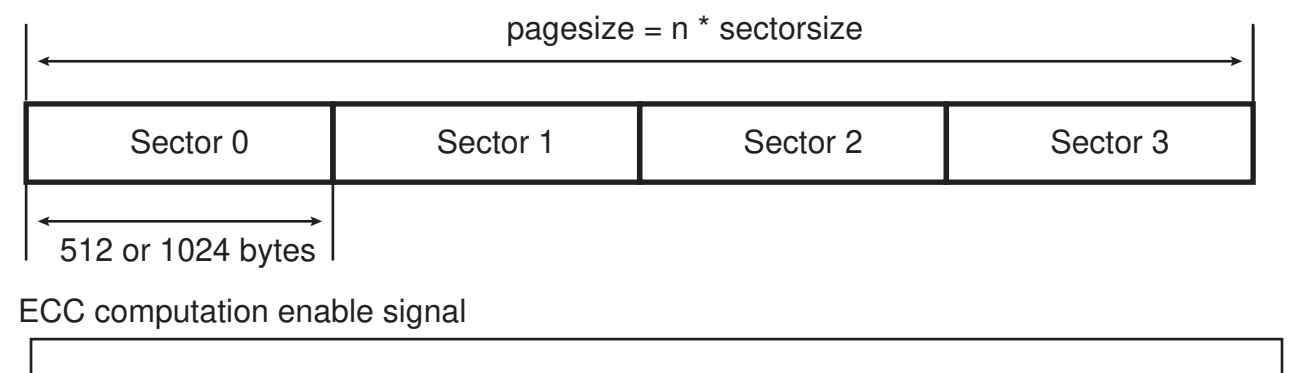 pagesize = n * sectorsize
Sector 0 Sector 1 Sector 2 Sector 3
512 or 1024 bytes
ECC computation enable signal